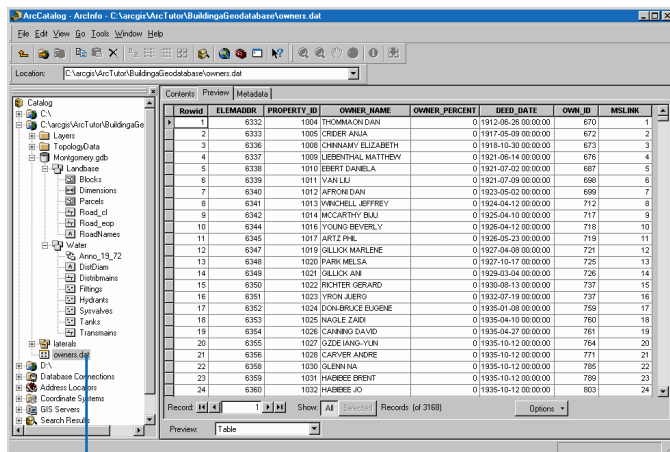 ArcCatalog - ArcInfo - C:\arcgis\ArcTutor\BuildingaGeodatabase\owners.dat
File Edit View Go Tools Window Help
Location: C:\arcgis\ArcTutor\BuildingaGeodatabase\owners.dat
Catalog
C:\
C:\arcgis\ArcTutor\BuildingaGe
Layers
TopologyData
Montgomery.gdb
Landbase
Blocks
Dimensions
Parcels
Road_cl
Road_eop
RoadNames
Water
Anno_19_72
DistDiam
Distribmains
Fittings
Hydrants
Sysvalves
Tanks
Transmains
laterals
owners.dat
D:\
Database Connections
Address Locators
Coordinate Systems
GIS Servers
Search Results
Contents Preview Metadata
Rowid ELEMADDR PROPERTY_ID OWNER_NAME OWNER_PERCENT DEED_DATE OWN_ID MSLINK
1 6332 1004 THOMMAON DAN 0 1912-06-26 00:00:00 670 1
2 6333 1005 CRIDER ANJA 0 1917-05-09 00:00:00 672 2
3 6336 1008 CHINNAMY ELIZABETH 0 1918-10-30 00:00:00 673 3
4 6337 1009 LIEBENTHAL MATTHEW 0 1921-06-14 00:00:00 676 4
5 6338 1010 EBERT DANIELA 0 1921-07-02 00:00:00 687 5
6 6339 1011 VAN LIU 0 1921-07-09 00:00:00 698 6
7 6340 1012 AFRONI DAN 0 1923-05-02 00:00:00 699 7
8 6341 1013 WINCHELL JEFFREY 0 1924-04-12 00:00:00 712 8
9 6342 1014 MCCARTHY BIJU 0 1925-04-10 00:00:00 717 9
10 6344 1016 YOUNG BEVERLY 0 1926-04-12 00:00:00 718 10
11 6345 1017 ARTZ PHIL 0 1926-05-23 00:00:00 719 11
12 6347 1019 GILLICK MARLENE 0 1927-04-08 00:00:00 721 12
13 6348 1020 PARK MELSA 0 1927-10-17 00:00:00 725 13
14 6349 1021 GILLICK ANI 0 1929-03-04 00:00:00 726 14
15 6350 1022 RICHTER GERARD 0 1930-08-13 00:00:00 737 15
16 6351 1023 YRON JUERG 0 1932-07-19 00:00:00 737 16
17 6352 1024 DON-BRUCE EUGENE 0 1935-01-08 00:00:00 759 17
18 6353 1025 NAGLE ZAIDI 0 1935-04-10 00:00:00 760 18
19 6354 1026 CANNING DAVID 0 1935-04-27 00:00:00 761 19
20 6355 1027 GZDE IANG-YUN 0 1935-10-12 00:00:00 764 20
21 6356 1028 CARVER ANDRE 0 1935-10-12 00:00:00 771 21
22 6358 1030 GLENN NA 0 1935-10-12 00:00:00 785 22
23 6359 1031 HABIBEE BRENT 0 1935-10-12 00:00:00 789 23
24 6360 1032 HABIBEE JO 0 1935-10-12 00:00:00 803 24
Record: 1 Show: All Selected Records (of 3168) Options
Preview: Table